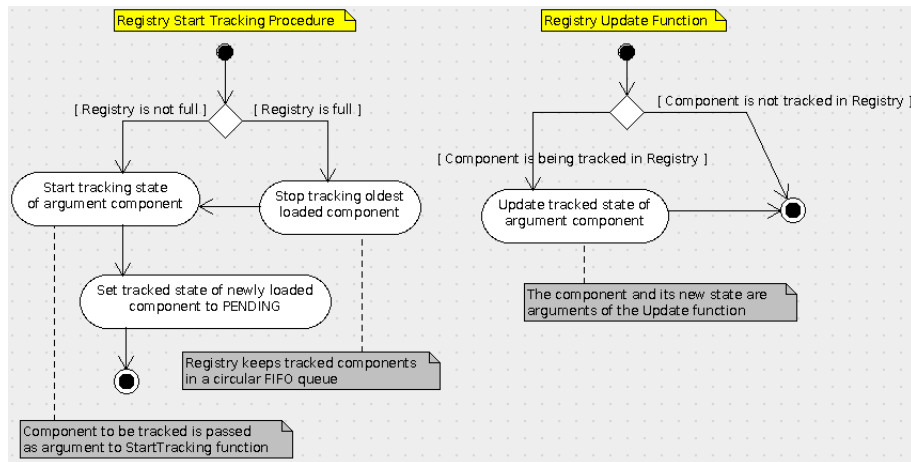 Registry Start Tracking Procedure
[ Registry is not full ]
[ Registry is full ]
Start tracking state
of argument component
Stop tracking oldest
loaded component
Set tracked state of newly loaded
component to PENDING
Registry keeps tracked components
in a circular FIFO queue
Component to be tracked is passed
as argument to StartTracking function
Registry Update Function
[ Component is not tracked in Registry ]
[ Component is being tracked in Registry ]
Update tracked state of
argument component
The component and its new state are
arguments of the Update function